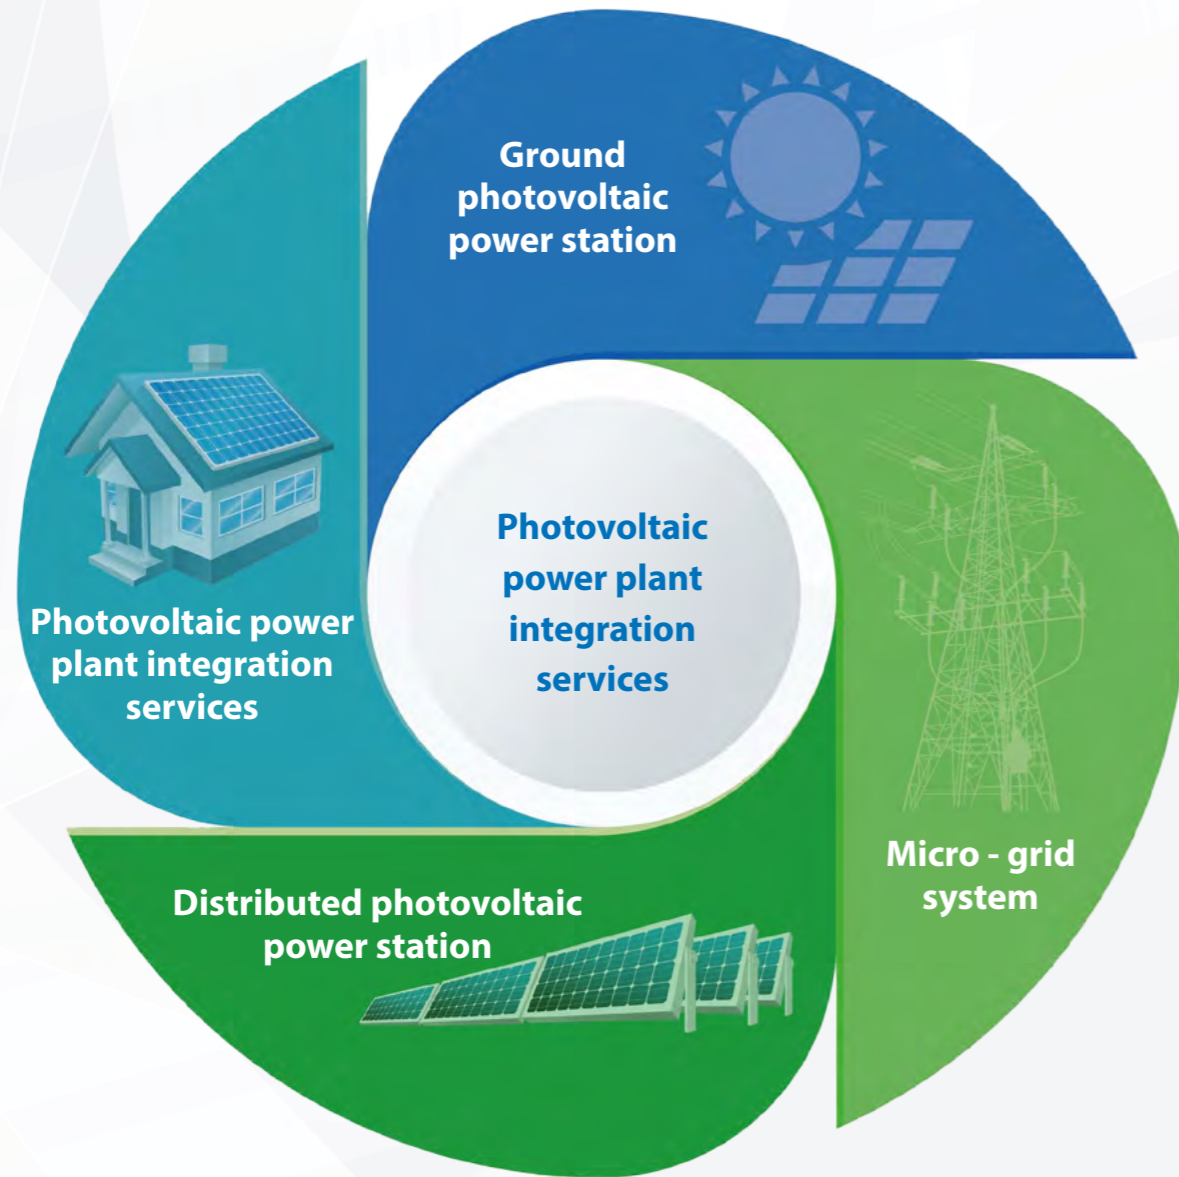 Ground
photovoltaic
power station
Photovoltaic
power plant
integration
services
Photovoltaic power
plant integration
services
Micro - grid
system
Distributed photovoltaic
power station